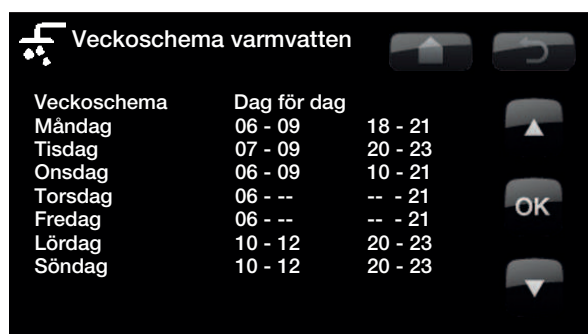 Veckoschema varmvatten
Veckoschema Dag för dag
Måndag 06 - 09 18 - 21
Tisdag 07 - 09 20 - 23
Onsdag 06 - 09 10 - 21
Torsdag 06 - -- -- - 21
Fredag 06 - -- -- - 21
Lördag 10 - 12 20 - 23
Söndag 10 - 12 20 - 23
OK